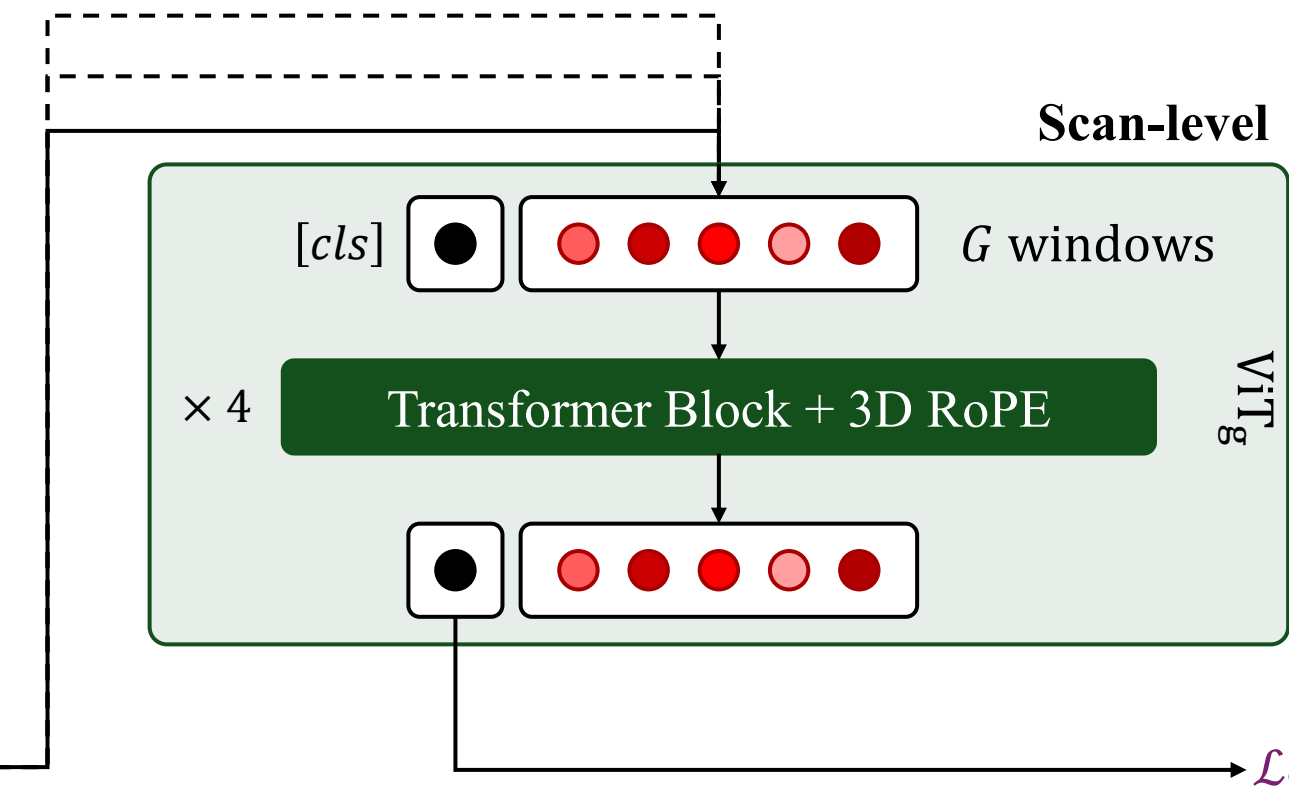 Scan-level
[cls]
G windows
× 4
Transformer Block + 3D RoPE
ViT_g
ℒ